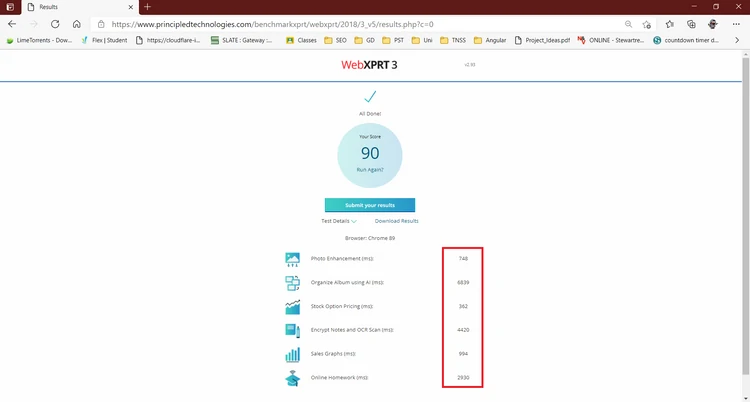 Results
https://www.principledtechnologies.com/benchmarkxprt/webxprt/2018/3_v5/results.php?c=0
LimeTorrents - Dow... Flex | Student https://cloudflare-i... SLATE : Gateway :... Classes SEO GD PST Uni TNSS Angular Project_Ideas.pdf ONLINE - Stewartre... countdown timer d...
WebXPRT 3 v2.93
All Done!
Your Score
90
Run Again?
Submit your results
Test Details Download Results
Browser: Chrome 89
Photo Enhancement (ms): 748
Organize Album using AI (ms): 6839
Stock Option Pricing (ms): 362
Encrypt Notes and OCR Scan (ms): 4420
Sales Graphs (ms): 994
Online Homework (ms): 2930